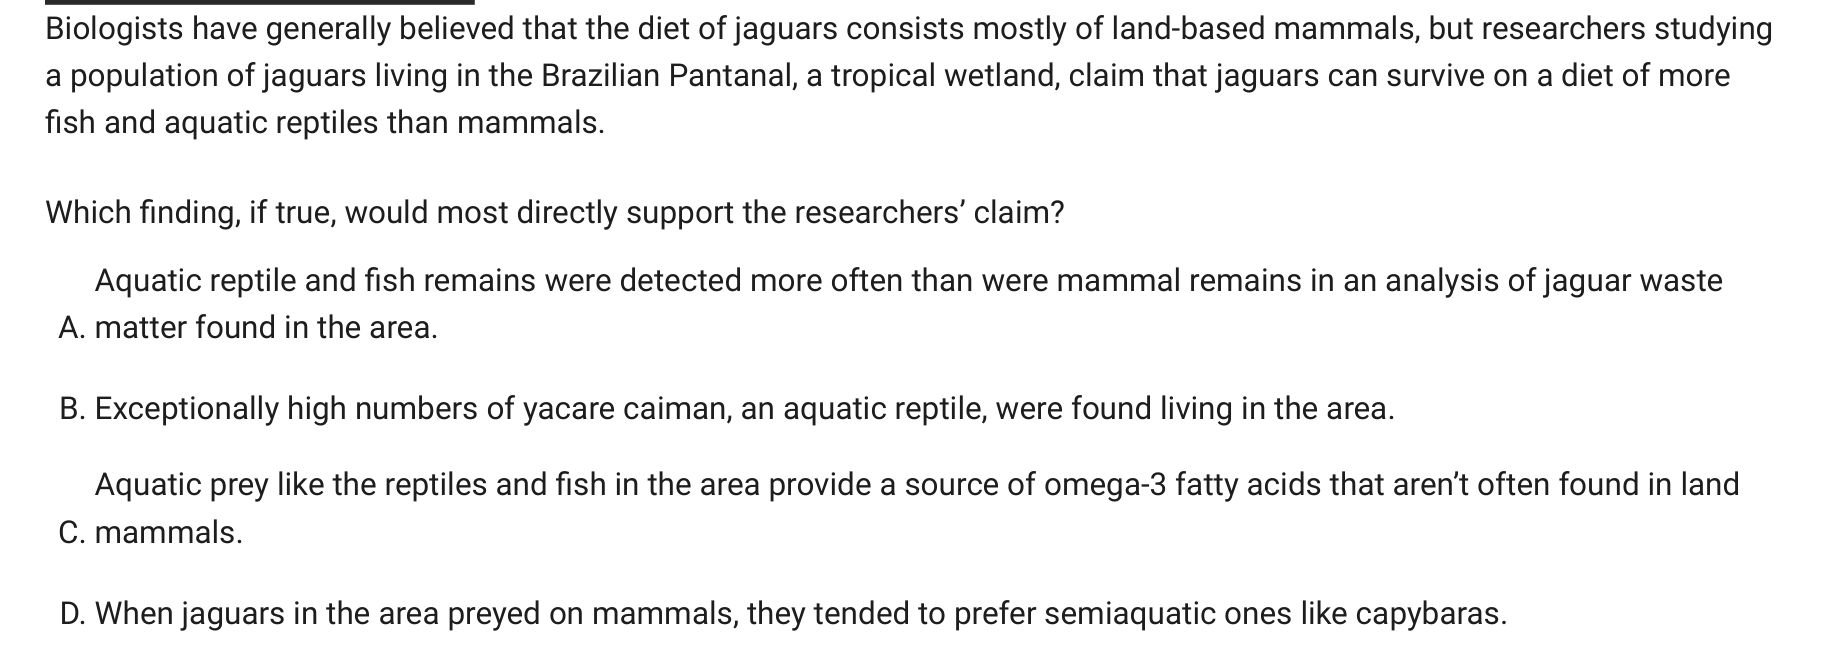 Biologists have generally believed that the diet of jaguars consists mostly of land-based mammals, but researchers studying
a population of jaguars living in the Brazilian Pantanal, a tropical wetland, claim that jaguars can survive on a diet of more
fish and aquatic reptiles than mammals.
Which finding, if true, would most directly support the researchers’ claim?
Aquatic reptile and fish remains were detected more often than were mammal remains in an analysis of jaguar waste
A. matter found in the area.
B. Exceptionally high numbers of yacare caiman, an aquatic reptile, were found living in the area.
Aquatic prey like the reptiles and fish in the area provide a source of omega-3 fatty acids that aren’t often found in land
C. mammals.
D. When jaguars in the area preyed on mammals, they tended to prefer semiaquatic ones like capybaras.